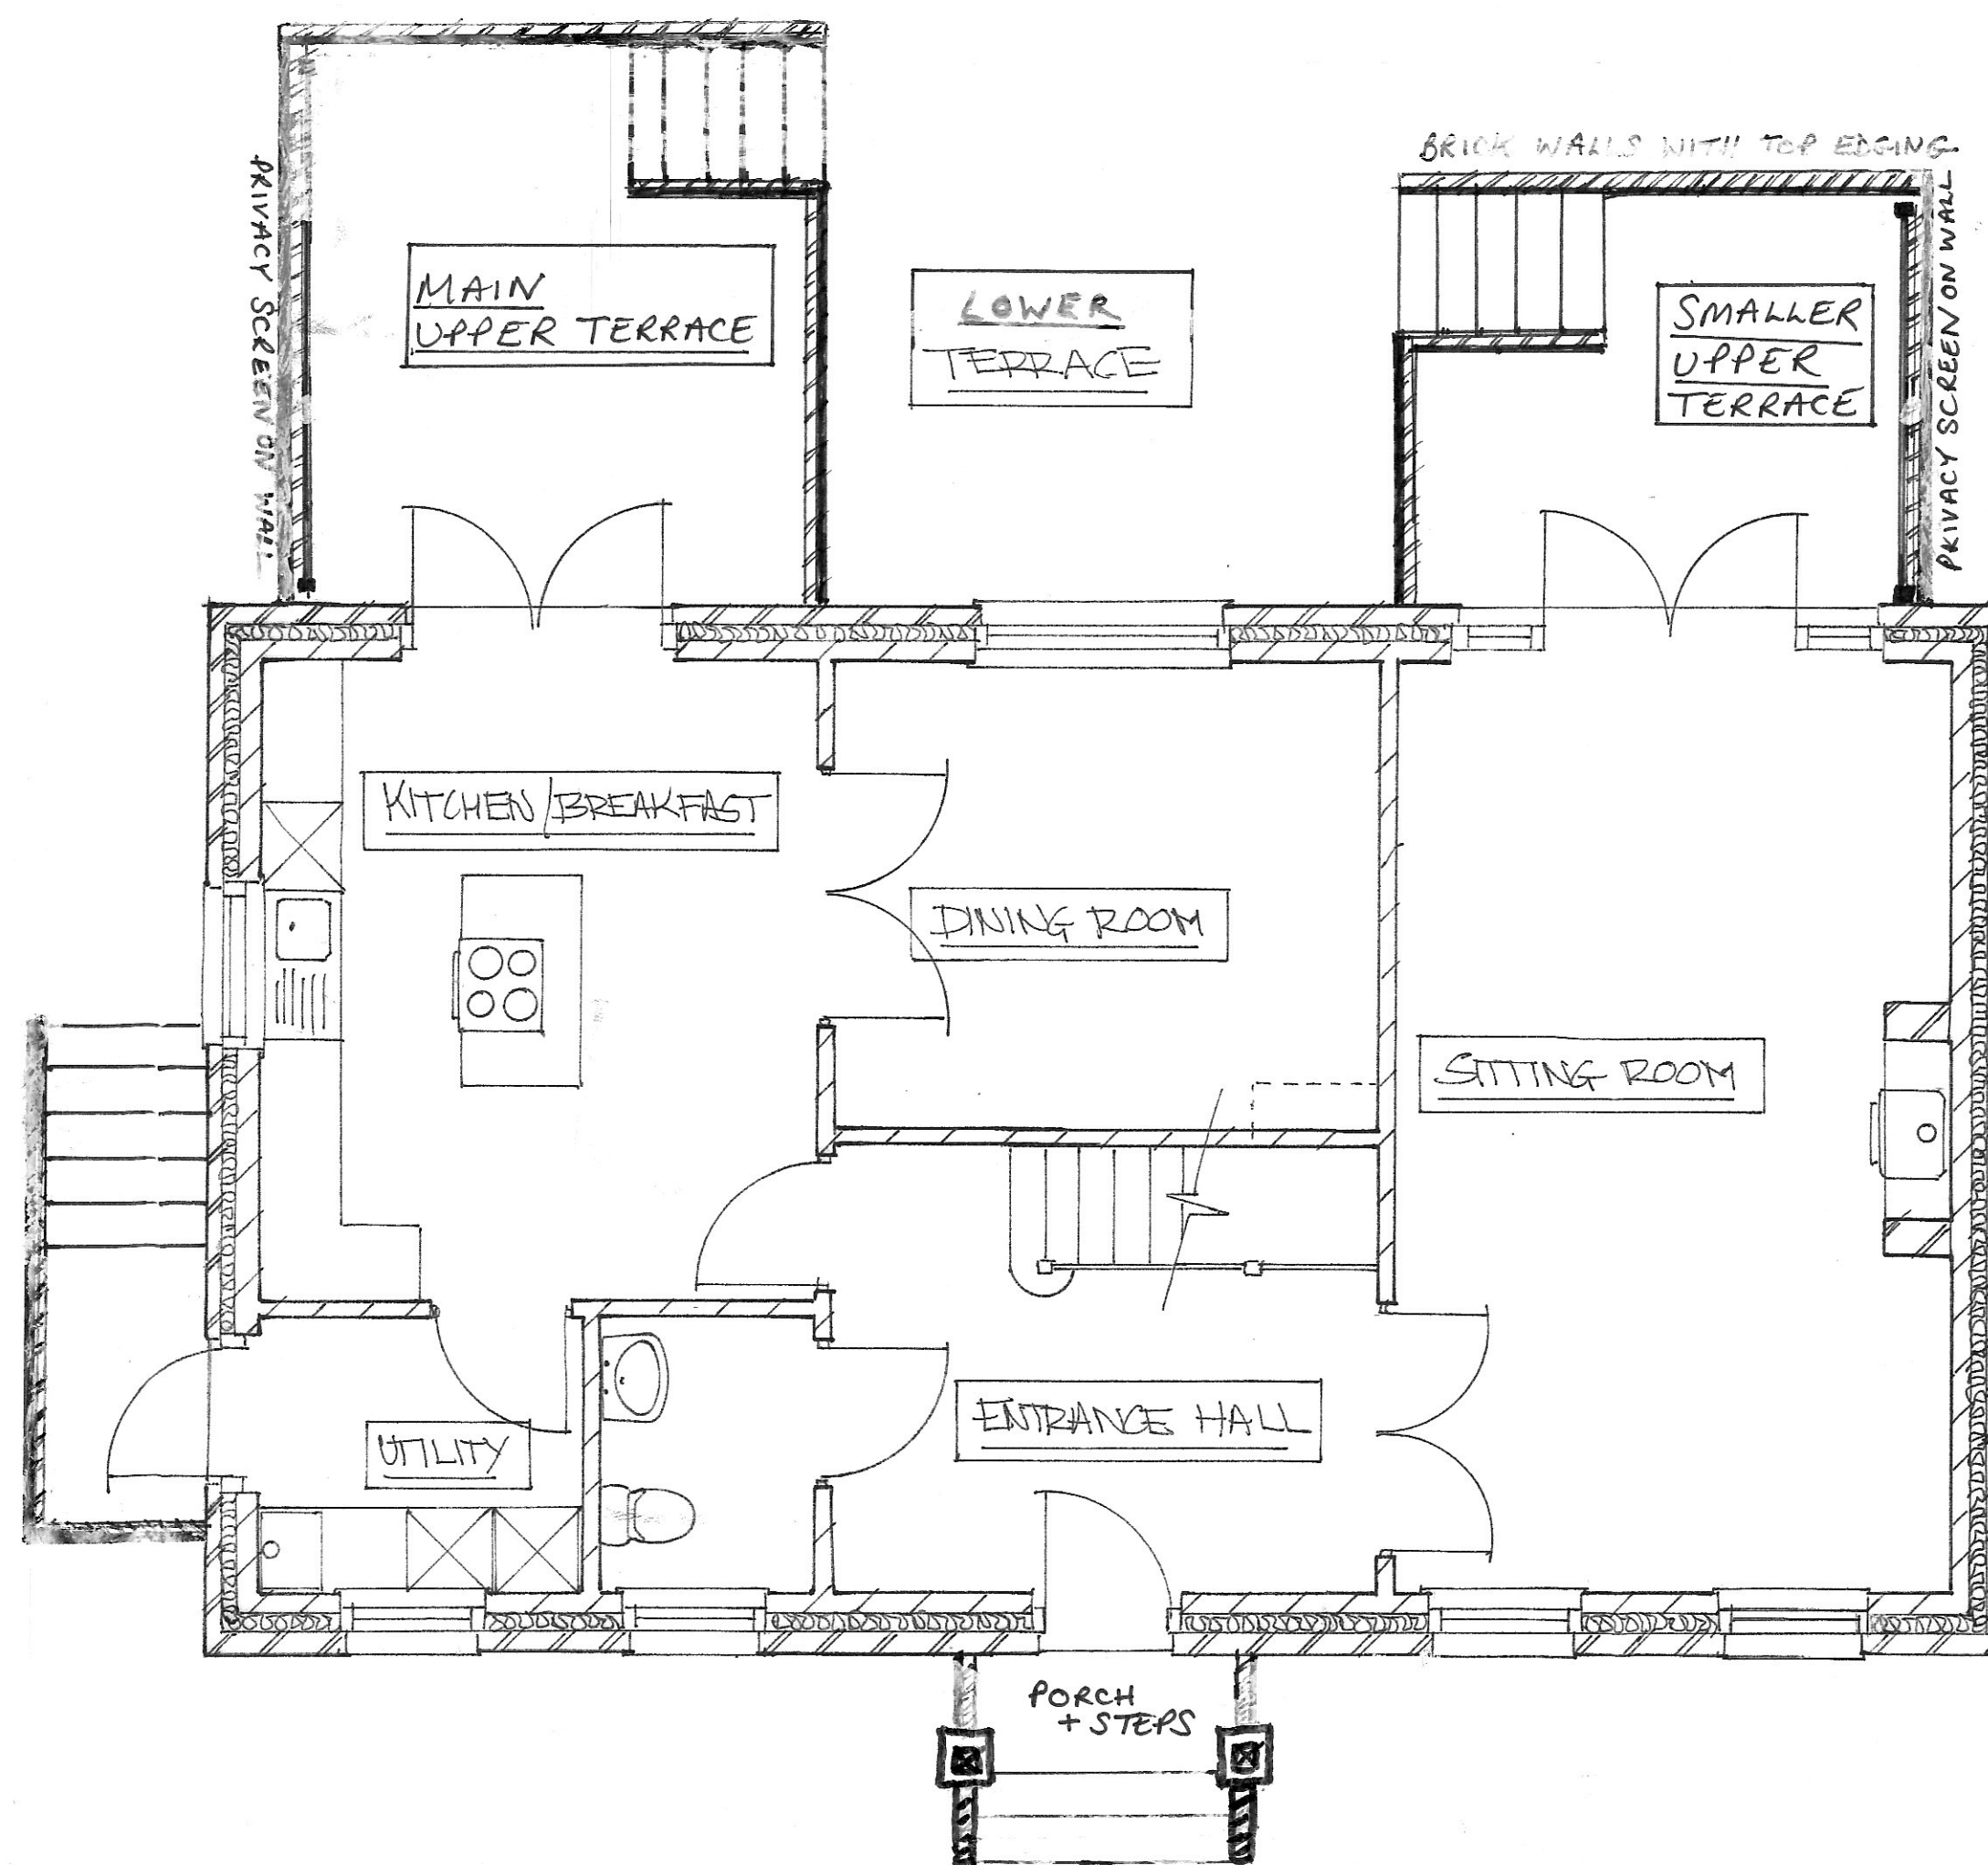 BRICK WALLS WITH TOP EDGING
PRIVACY SCREEN ON WALL
PRIVACY SCREEN ON WALL
MAIN
UPPER TERRACE
LOWER
TERRACE
SMALLER
UPPER
TERRACE
KITCHEN/BREAKFAST
DINING ROOM
SITTING ROOM
ENTRANCE HALL
UTILITY
PORCH
+ STEPS